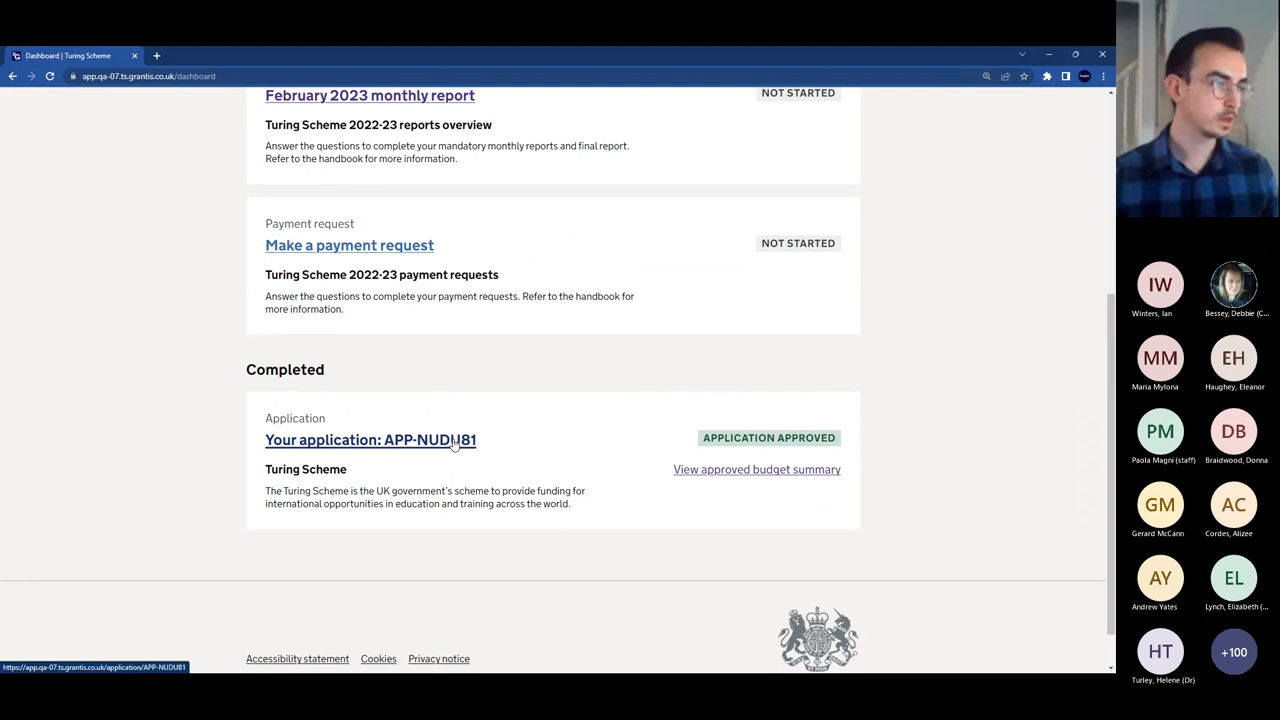 Dashboard | Turing Scheme
app.qa-07.ts.grantis.co.uk/dashboard
February 2023 monthly report
NOT STARTED
Turing Scheme 2022-23 reports overview
Answer the questions to complete your mandatory monthly reports and final report.
Refer to the handbook for more information.
Payment request
Make a payment request
NOT STARTED
Turing Scheme 2022-23 payment requests
Answer the questions to complete your payment requests. Refer to the handbook for
more information.
Completed
Application
Your application: APP-NUDU81
APPLICATION APPROVED
Turing Scheme
View approved budget summary
The Turing Scheme is the UK government's scheme to provide funding for
international opportunities in education and training across the world.
Accessibility statement
Cookies
Privacy notice
https://app.qa-07.ts.grantis.co.uk/application/APP-NUDU81
IW
Winters, Ian
Bessey, Debbie (C...
MM
Maria Mylona
EH
Haughey, Eleanor
PM
Paola Magni (staff)
DB
Braidwood, Donna
GM
Gerard McCann
AC
Cordes, Alizee
AY
Andrew Yates
EL
Lynch, Elizabeth (...
HT
Turley, Helene (Dr)
+100